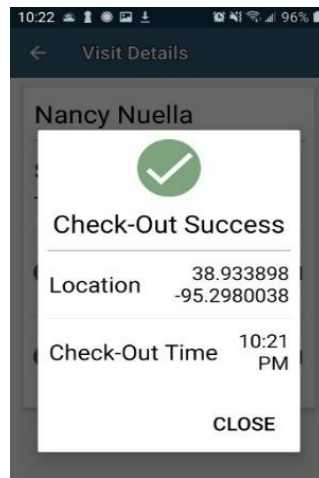 10:22 96%
Visit Details
Nancy Nuella
Check-Out Success
Location 38.933898
-95.2980038
Check-Out Time 10:21
PM
CLOSE